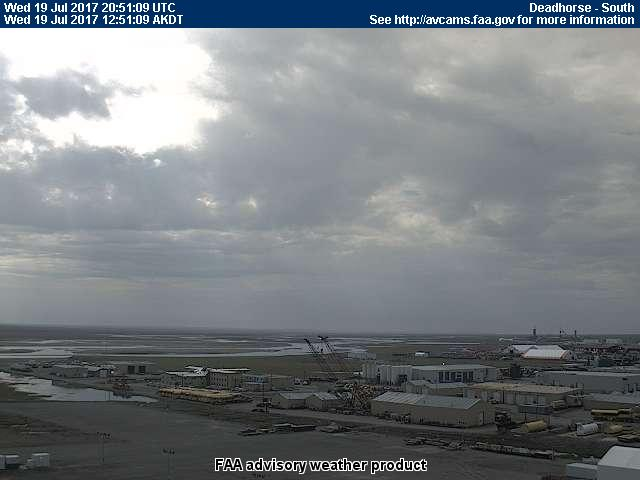 Wed 19 Jul 2017 20:51:09 UTC
Deadhorse - South
Wed 19 Jul 2017 12:51:09 AKDT
See http://avcams.faa.gov for more information
FAA advisory weather product